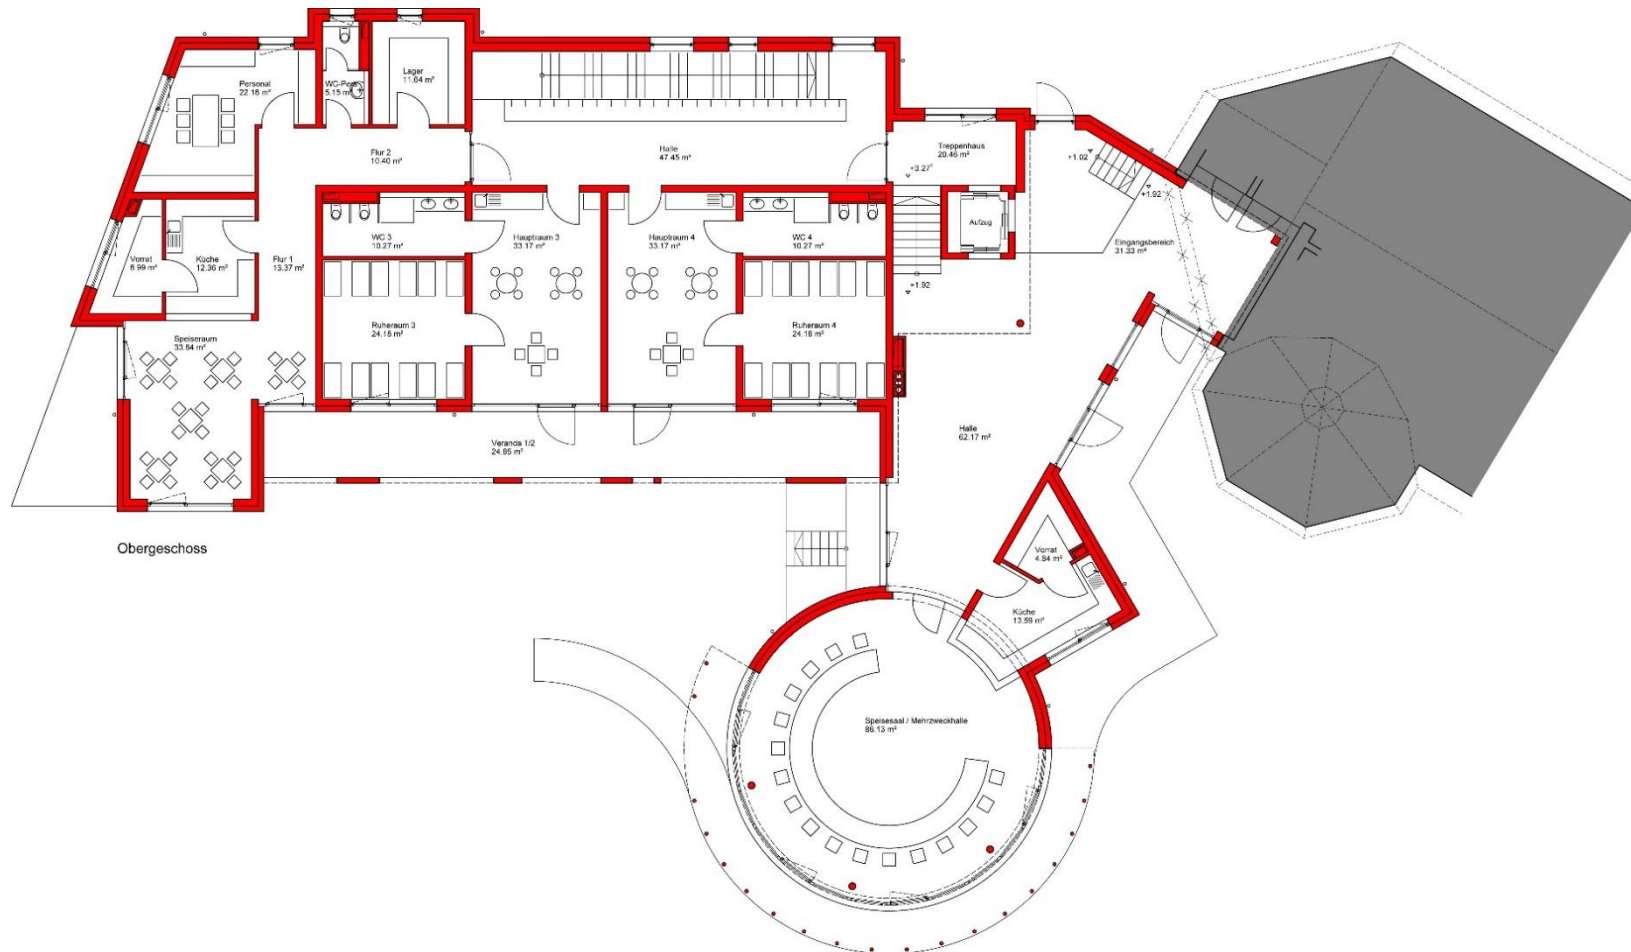 Personal
22.18 m²
WC-Pers.
5.15 m²
Lager
11.64 m²
Flur 2
10.40 m²
Halle
47.45 m²
Treppenhaus
20.46 m²
+3.27⁵
+1.02
+1.92
Aufzug
Eingangsbereich
31.33 m²
Vorrat
6.99 m²
Küche
12.36 m²
Flur 1
13.37 m²
WC 3
10.27 m²
Hauptraum 3
33.17 m²
Hauptraum 4
33.17 m²
WC 4
10.27 m²
+1.92
Speiseraum
33.84 m²
Ruheraum 3
24.18 m²
Ruheraum 4
24.18 m²
Veranda 1/2
24.85 m²
Halle
62.17 m²
Obergeschoss
Vorrat
4.84 m²
Küche
13.59 m²
Speisesaal / Mehrzweckhalle
86.13 m²